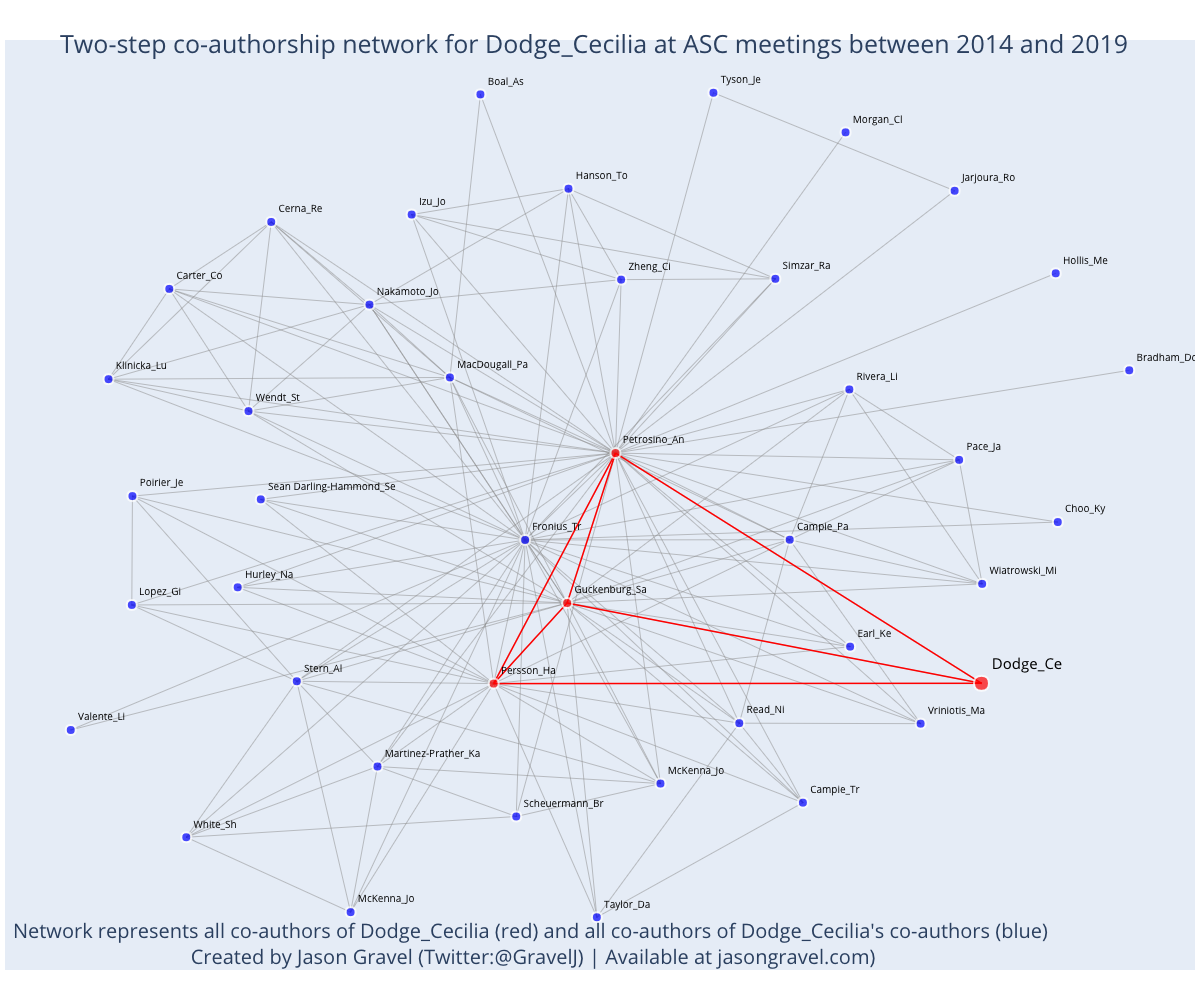 Two-step co-authorship network for Dodge_Cecilia at ASC meetings between 2014 and 2019
Boal_As
Tyson_Je
Morgan_Cl
Hanson_To
Jarjoura_Ro
Izu_Jo
Cerna_Re
Hollis_Me
Zheng_Ci
Simzar_Ra
Carter_Co
Nakamoto_Jo
Klinicka_Lu
MacDougall_Pa
Bradham_Do
Rivera_Li
Wendt_St
Petrosino_An
Pace_Ja
Poirier_Je
Sean Darling-Hammond_Se
Choo_Ky
Fronius_Tr
Campie_Pa
Wiatrowski_Mi
Hurley_Na
Lopez_Gl
Guckenburg_Sa
Earl_Ke
Dodge_Ce
Stern_Al
Persson_Ha
Valente_Li
Read_Ni
Vriniotis_Ma
Martinez-Prather_Ka
McKenna_Jo
Campie_Tr
Scheuermann_Br
White_Sh
McKenna_Jo
Taylor_Da
Network represents all co-authors of Dodge_Cecilia (red) and all co-authors of Dodge_Cecilia's co-authors (blue)
Created by Jason Gravel (Twitter:@GravelJ) | Available at jasongravel.com)